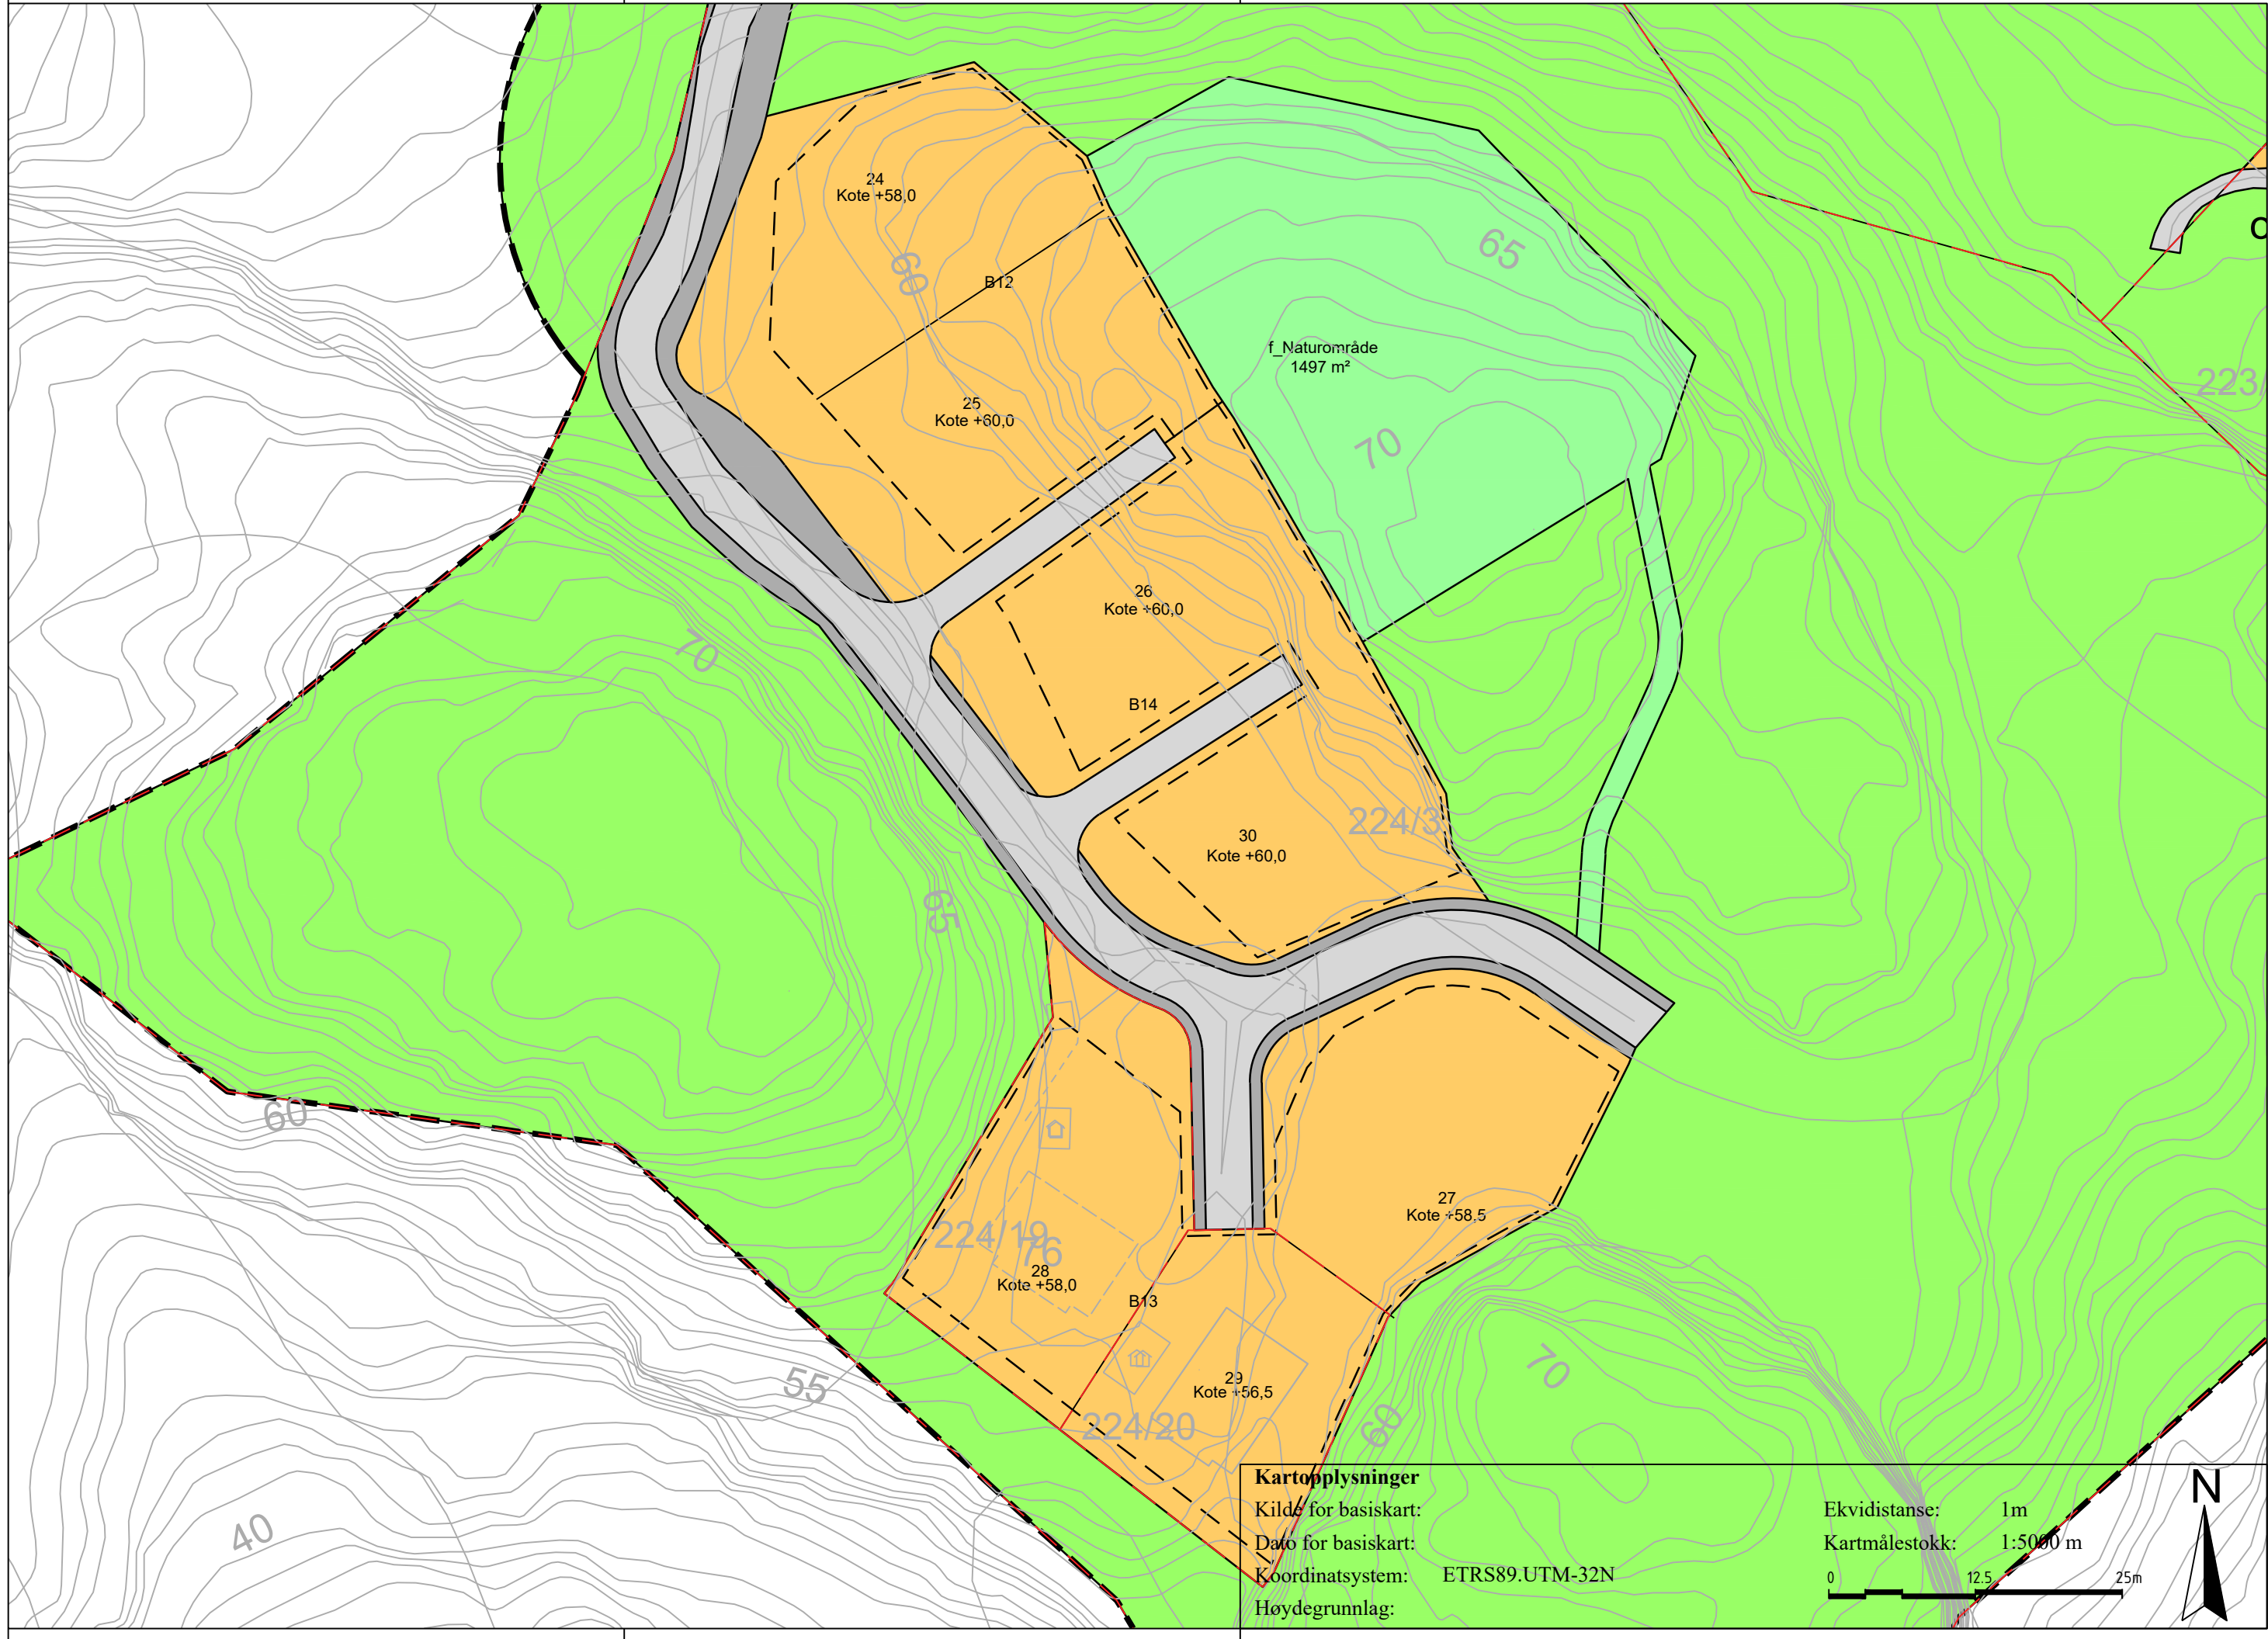 24
Kote +58,0
B12
60
65
f_Naturområde
1497 m²
223/
25
Kote +60,0
70
26
Kote +60,0
70
B14
224/3
30
Kote +60,0
65
60
27
Kote +58,5
224/19
76
28
Kote +58,0
B13
55
70
29
Kote +56,5
224/20
60
40
Kartopplysninger
Kilde for basiskart:
Dato for basiskart:
Koordinatsystem: ETRS89.UTM-32N
Høydegrunnlag:
Ekvidistanse: 1m
Kartmålestokk: 1:5000 m
0 12.5 25m
N